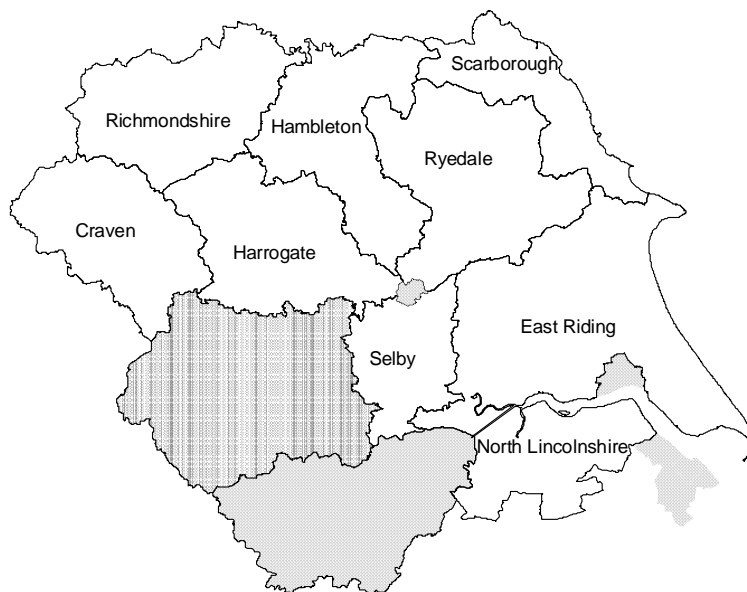 Scarborough
Richmondshire
Hambleton
Ryedale
Craven
Harrogate
East Riding
Selby
North Lincolnshire